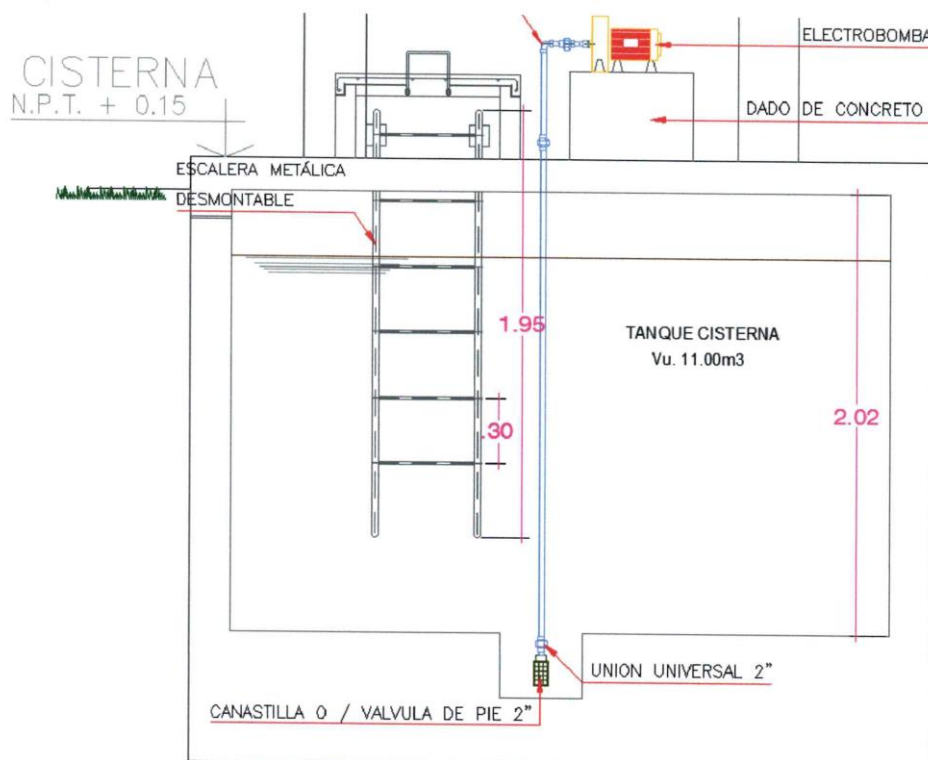 ELECTROBOMBA
CISTERNA
N.P.T. + 0.15
DADO DE CONCRETO
ESCALERA METÁLICA
DESMONTABLE
1.95
TANQUE CISTERNA
Vu. 11.00m3
2.02
.30
UNION UNIVERSAL 2"
CANASTILLA O / VALVULA DE PIE 2"